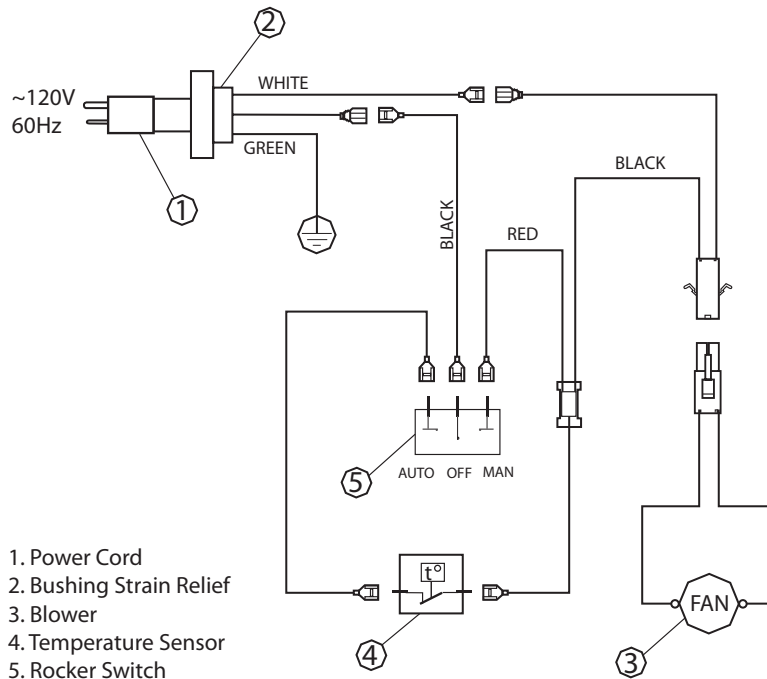 2
WHITE
~120V
60Hz
GREEN
1
BLACK
BLACK
RED
5
AUTO OFF MAN
t°
4
FAN
3
1. Power Cord
2. Bushing Strain Relief
3. Blower
4. Temperature Sensor
5. Rocker Switch